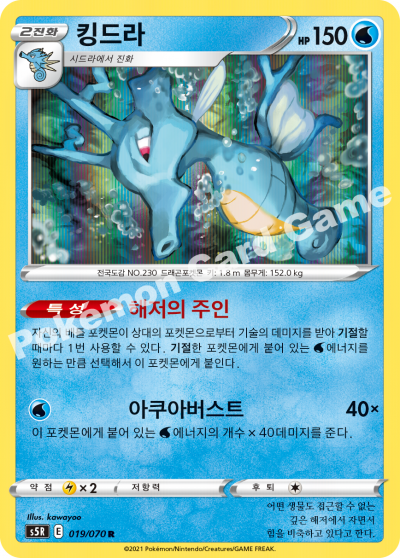 2진화
킹드라
HP 150
시드라에서 진화
전국도감 NO.230 드래곤포켓몬 키: 1.8 m 몸무게: 152.0 kg
Pokémon Card Game
특성 해저의 주인
자신의 배틀 포켓몬이 상대의 포켓몬으로부터 기술의 데미지를 받아 기절할
때마다 1번 사용할 수 있다. 기절한 포켓몬에게 붙어 있는 에너지를
원하는 만큼 선택해서 이 포켓몬에게 붙인다.
아쿠아버스트 40×
이 포켓몬에게 붙어 있는 에너지의 개수 × 40데미지를 준다.
약점 ×2 저항력 후퇴
Illus. kawayoo
s5R E 019/070 R
어떤 생물도 접근할 수 없는
깊은 해저에서 자면서
힘을 비축하고 있다고 한다.
©2021 Pokémon/Nintendo/Creatures/GAME FREAK.